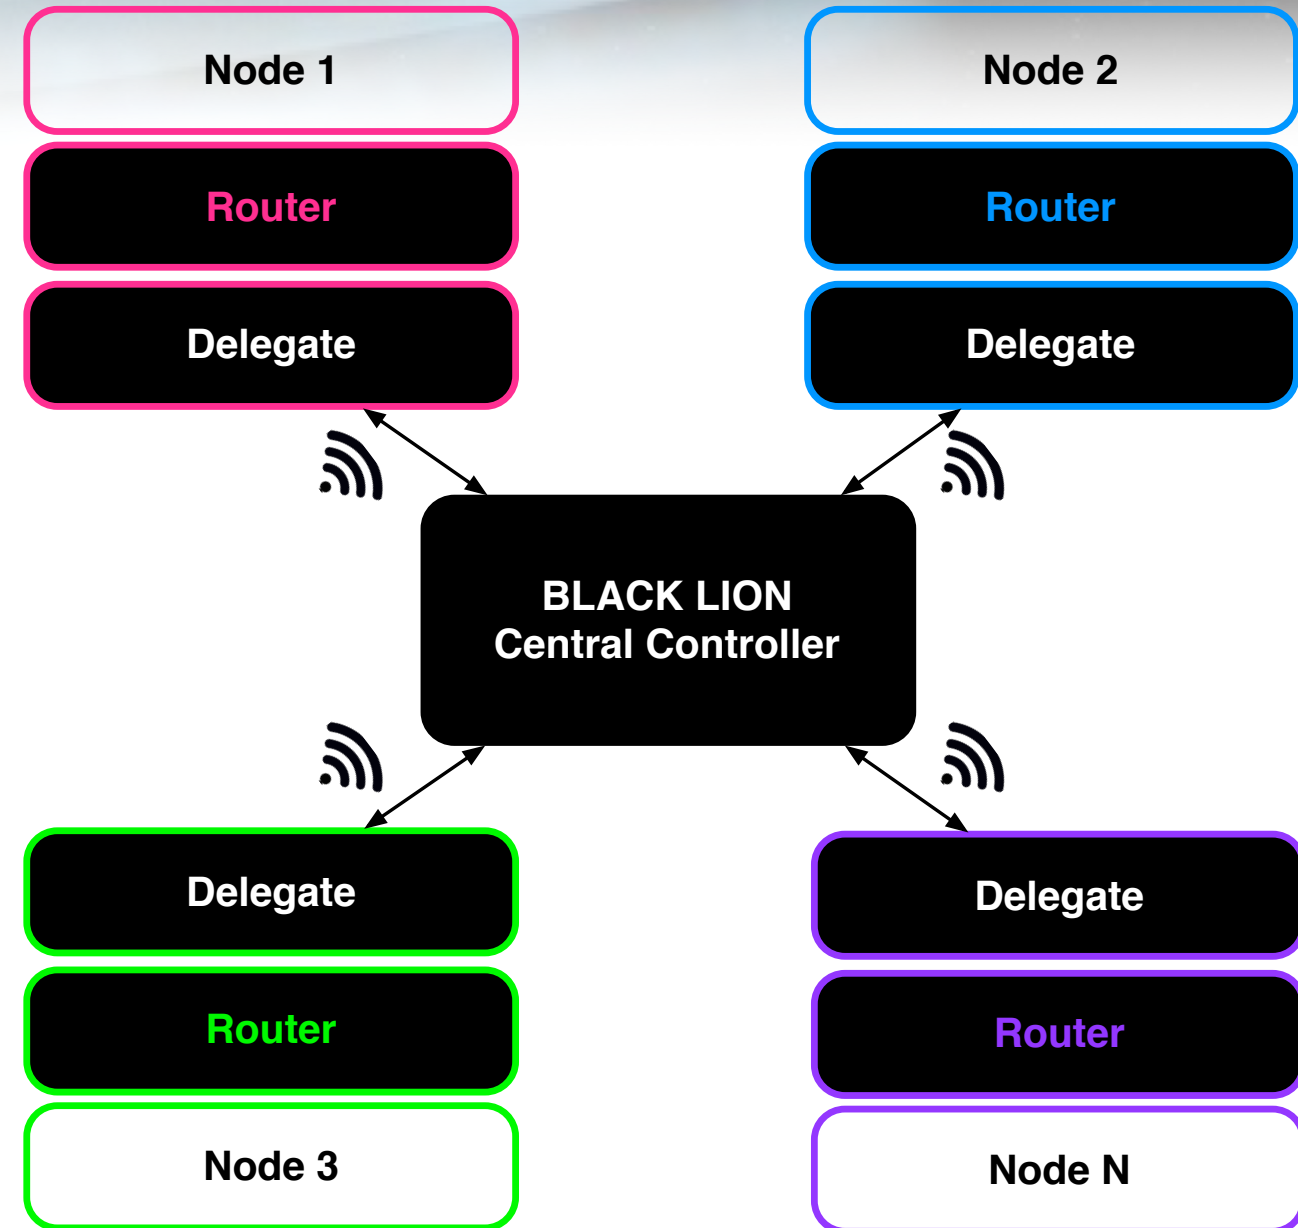 Node 1
Node 2
Router
Router
Delegate
Delegate
BLACK LION
Central Controller
Delegate
Delegate
Router
Router
Node 3
Node N